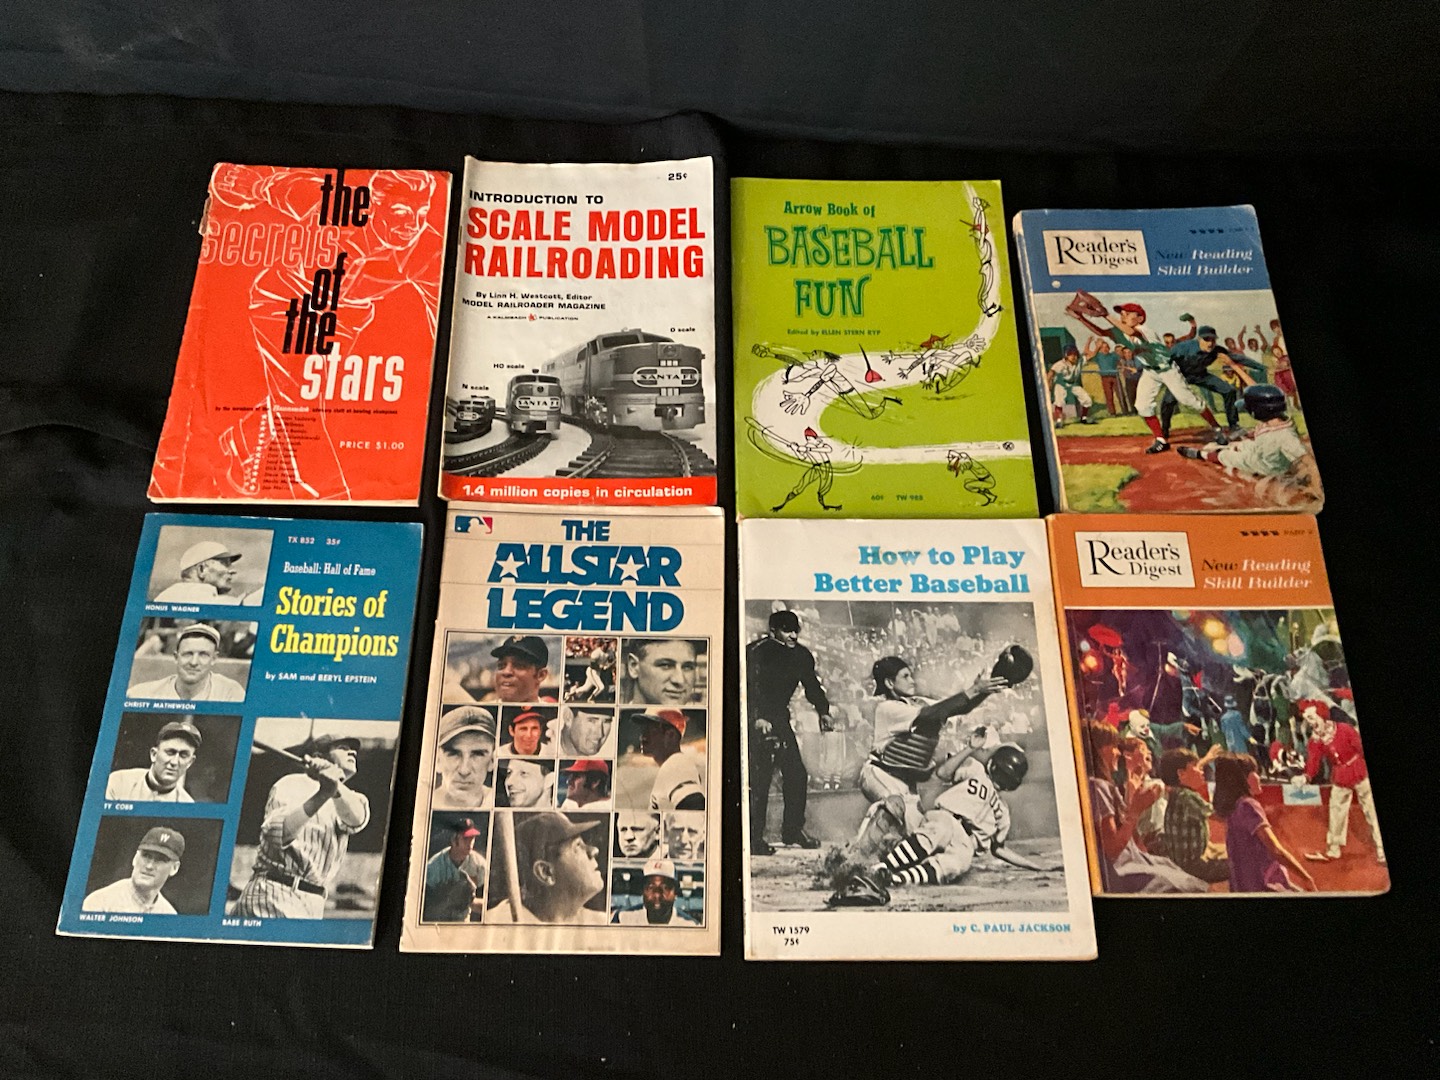 the
secrets
of
the
stars
PRICE $1.00
25¢
INTRODUCTION TO
SCALE MODEL
RAILROADING
By Linn H. Westcott, Editor
MODEL RAILROADER MAGAZINE
A KALMBACH PUBLICATION
O scale
HO scale
N scale
SANTA FE
SANTA FE
1.4 million copies in circulation
Arrow Book of
BASEBALL
FUN
Edited by ELLEN STERN RYP
60¢ TW 988
Reader's
Digest
New Reading
Skill Builder
TX 852 35¢
Baseball: Hall of Fame
Stories of
Champions
by SAM and BERYL EPSTEIN
HONUS WAGNER
CHRISTY MATHEWSON
TY COBB
W
WALTER JOHNSON
BABE RUTH
THE
ALLSTAR
LEGEND
How to Play
Better Baseball
SOX
TW 1579
75¢
by C. PAUL JACKSON
Reader's
Digest
PART
New Reading
Skill Builder